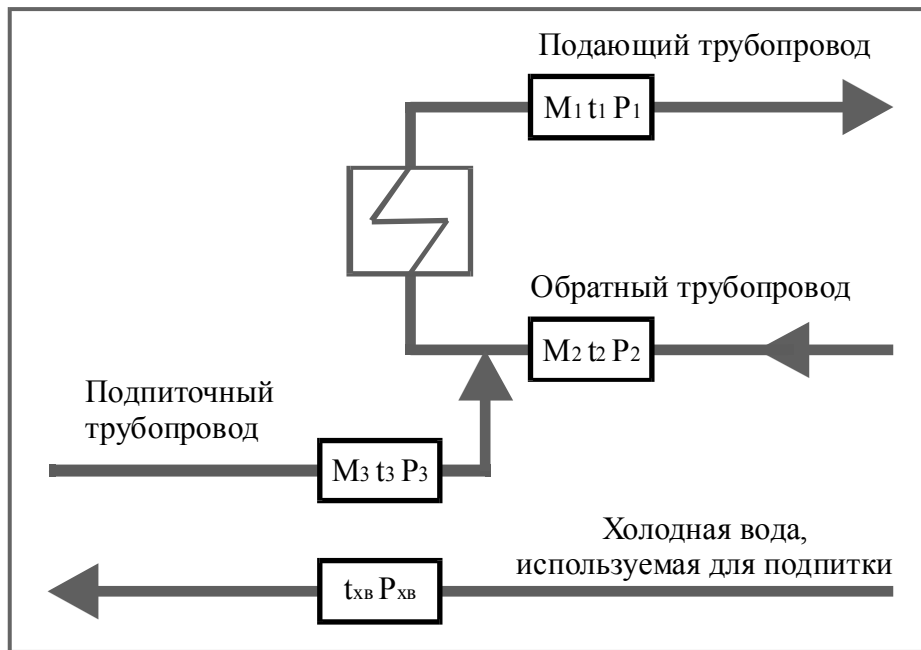 Подающий трубопровод
M₁ t₁ P₁
Обратный трубопровод
M₂ t₂ P₂
Подпиточный
трубопровод
M₃ t₃ P₃
Холодная вода,
используемая для подпитки
tхв Pхв